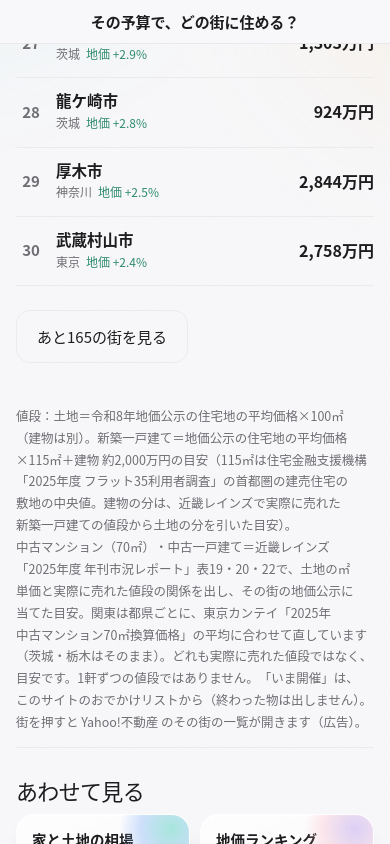 その予算で、どの街に住める？
27
1,303万円
茨城 地価 +2.9%
28
龍ケ崎市
924万円
茨城 地価 +2.8%
29
厚木市
2,844万円
神奈川 地価 +2.5%
30
武蔵村山市
2,758万円
東京 地価 +2.4%
あと165の街を見る
値段：土地＝令和8年地価公示の住宅地の平均価格×100㎡
（建物は別）。新築一戸建て＝地価公示の住宅地の平均価格
×115㎡＋建物 約2,000万円の目安（115㎡は住宅金融支援機構
「2025年度 フラット35利用者調査」の首都圏の建売住宅の
敷地の中央値。建物の分は、近畿レインズで実際に売れた
新築一戸建ての値段から土地の分を引いた目安）。
中古マンション（70㎡）・中古一戸建て＝近畿レインズ
「2025年度 年刊市況レポート」表19・20・22で、土地の㎡
単価と実際に売れた値段の関係を出し、その街の地価公示に
当てた目安。関東は都県ごとに、東京カンテイ「2025年
中古マンション70㎡換算価格」の平均に合わせて直しています
（茨城・栃木はそのまま）。どれも実際に売れた値段ではなく、
目安です。1軒ずつの値段ではありません。「いま開催」は、
このサイトのおでかけリストから（終わった物は出しません）。
街を押すと Yahoo!不動産 のその街の一覧が開きます（広告）。
あわせて見る
家と土地の相場
地価ランキング